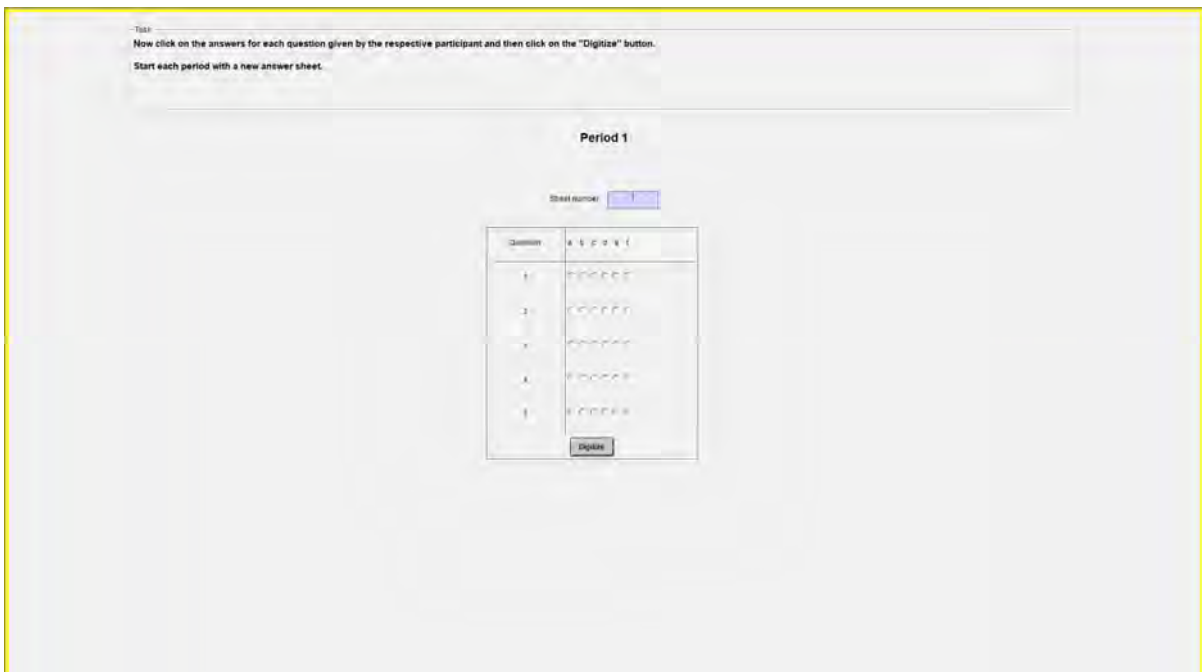 Task
Now click on the answers for each question given by the respective participant and then click on the "Digitize" button.
Start each period with a new answer sheet.
Period 1
Sheet number 1
Question a b c d e f
1
2
3
4
5
Digitize